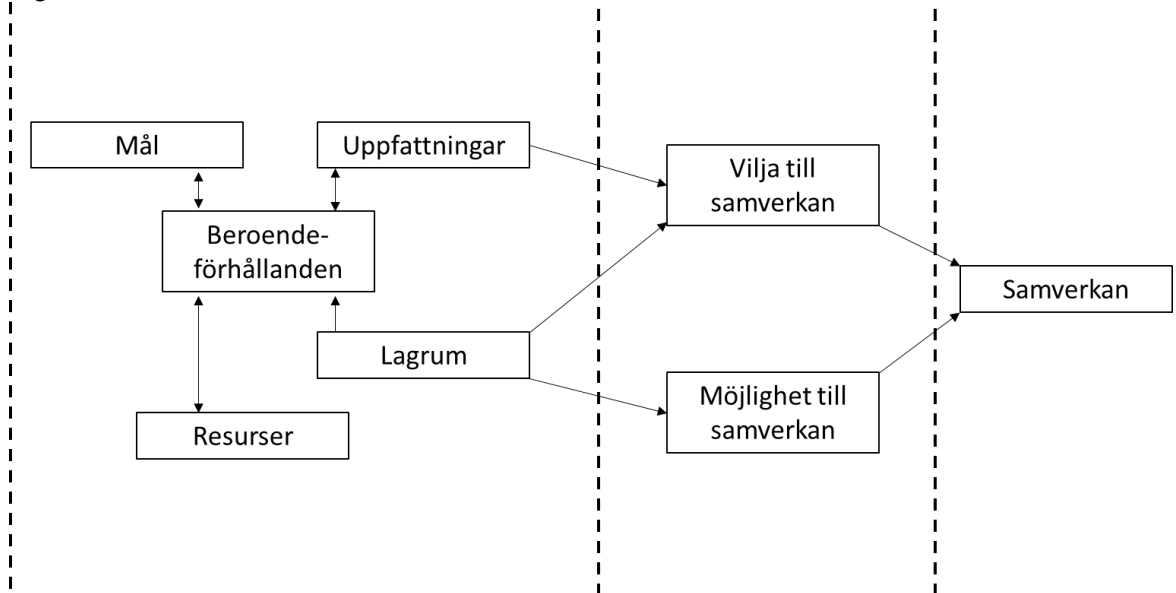 Mål
Uppfattningar
Beroende-
förhållanden
Lagrum
Resurser
Vilja till
samverkan
Möjlighet till
samverkan
Samverkan